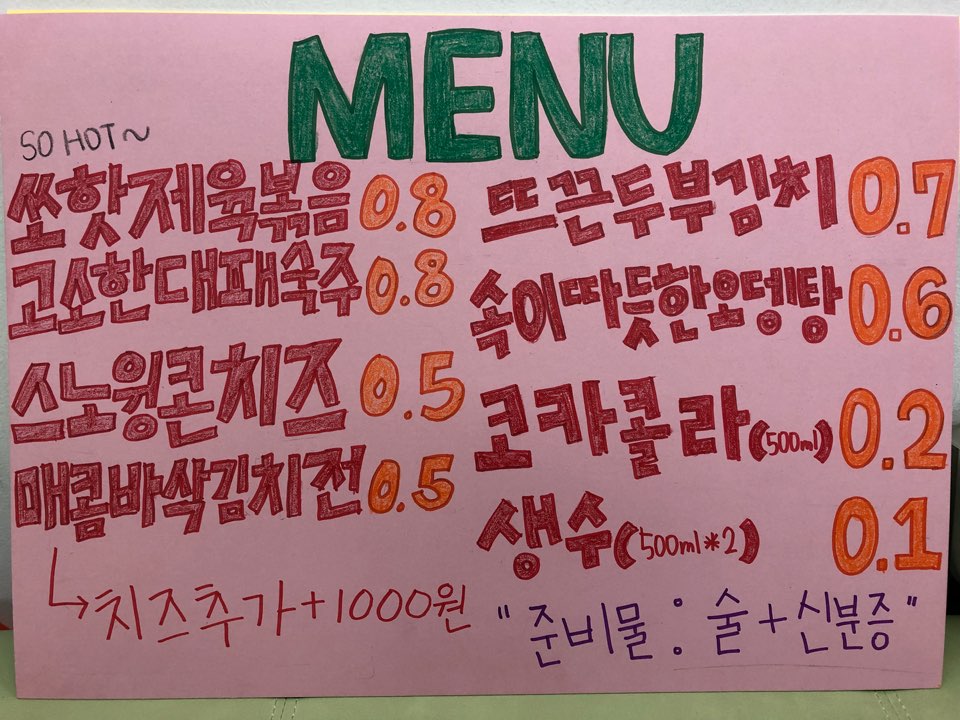 MENU
SO HOT~
쏘핫제육볶음 0.8
고소한대패숙주 0.8
스노윙콘치즈 0.5
매콤바삭김치전 0.5
↳치즈추가+1000원
뜨끈두부김치 0.7
속이따듯한오뎅탕 0.6
코카콜라(500ml) 0.2
생수(500ml*2) 0.1
"준비물 : 술+신분증"